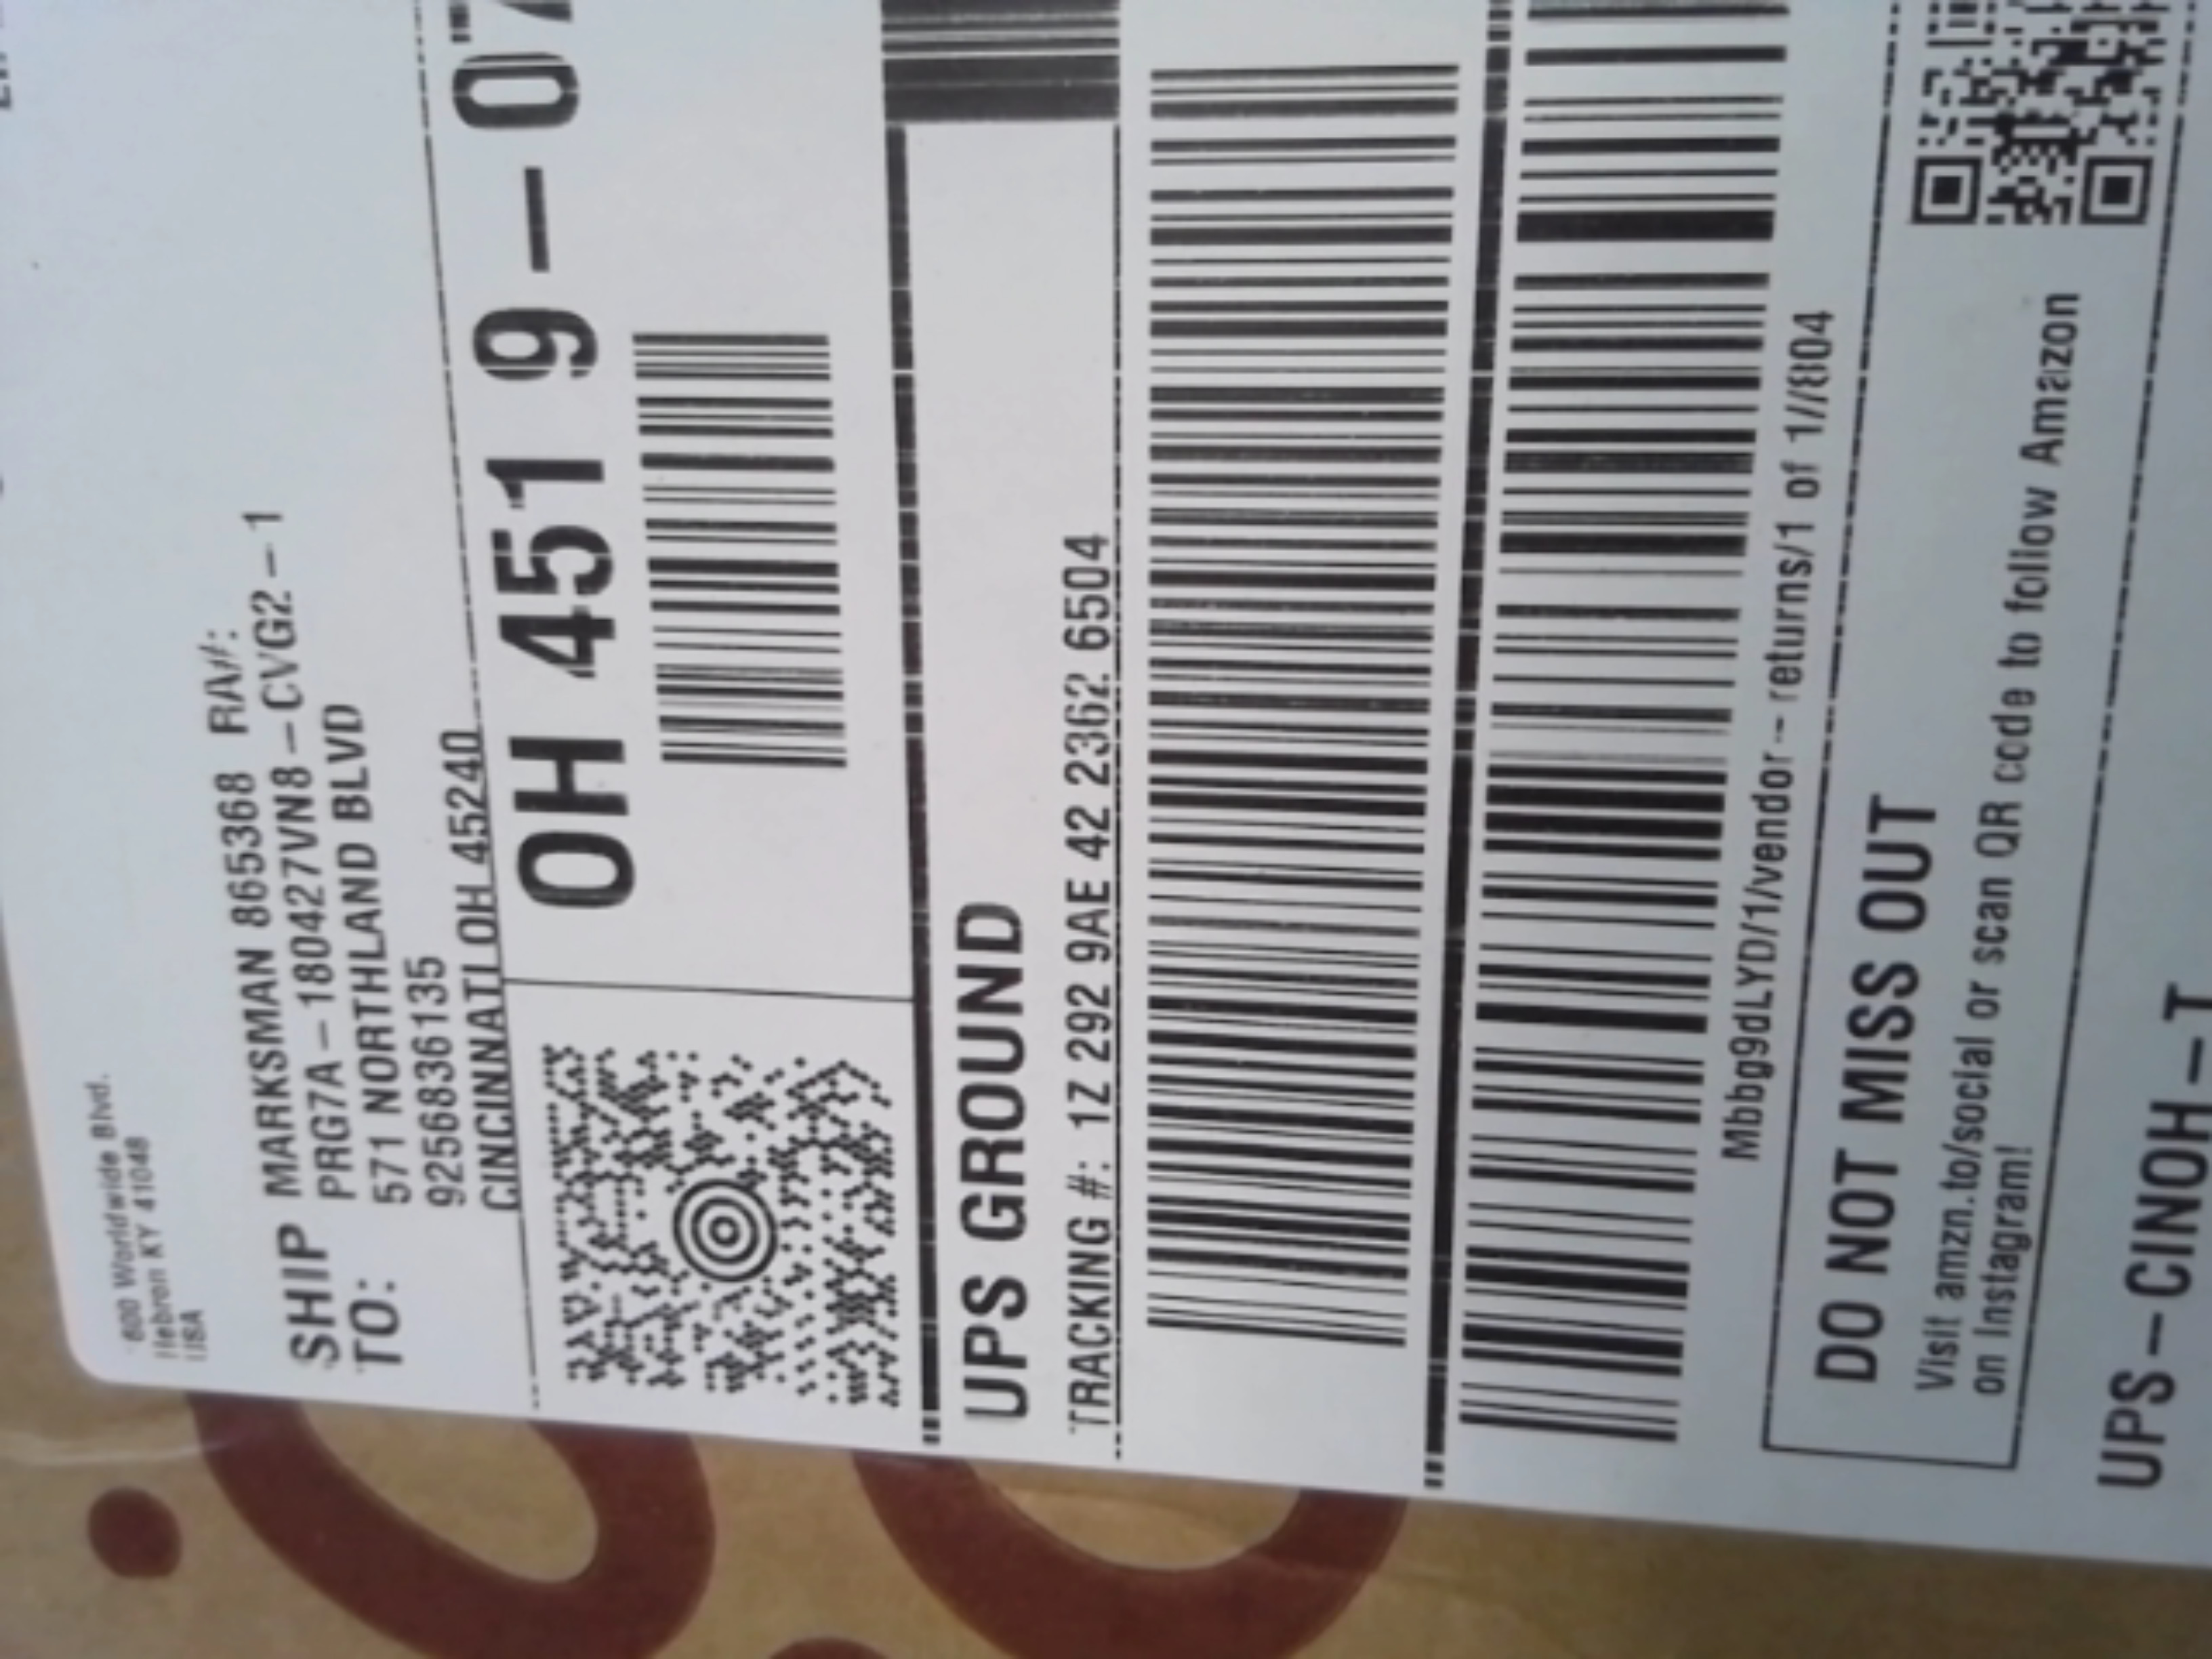 600 Worldwide Blvd.
Hebron KY 41048
USA
SHIP TO:
MARKSMAN 865368 RA#:
PRG7A-180427VN8-CVG2-1
571 NORTHLAND BLVD
9256836135
CINCINNATI OH 45240
OH 451 9-07
UPS GROUND
TRACKING #: 1Z 292 9AE 42 2362 6504
Mbbg9dLYD/1/vendor-returns/1 of 1//804
DO NOT MISS OUT
Visit amzn.to/social or scan QR code to follow Amazon
on Instagram!
UPS-CINOH-T